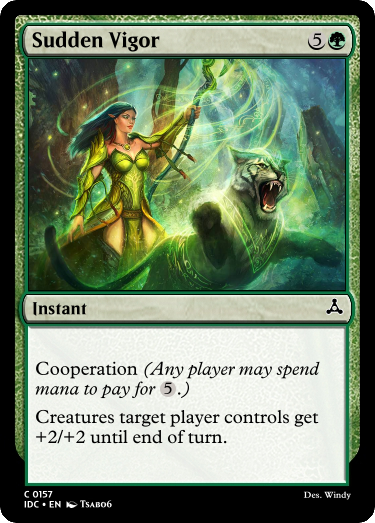 Sudden Vigor 5
Instant
Cooperation (Any player may spend
mana to pay for 5.)
Creatures target player controls get
+2/+2 until end of turn.
C 0157
IDC • EN TSABO6
Des. Windy